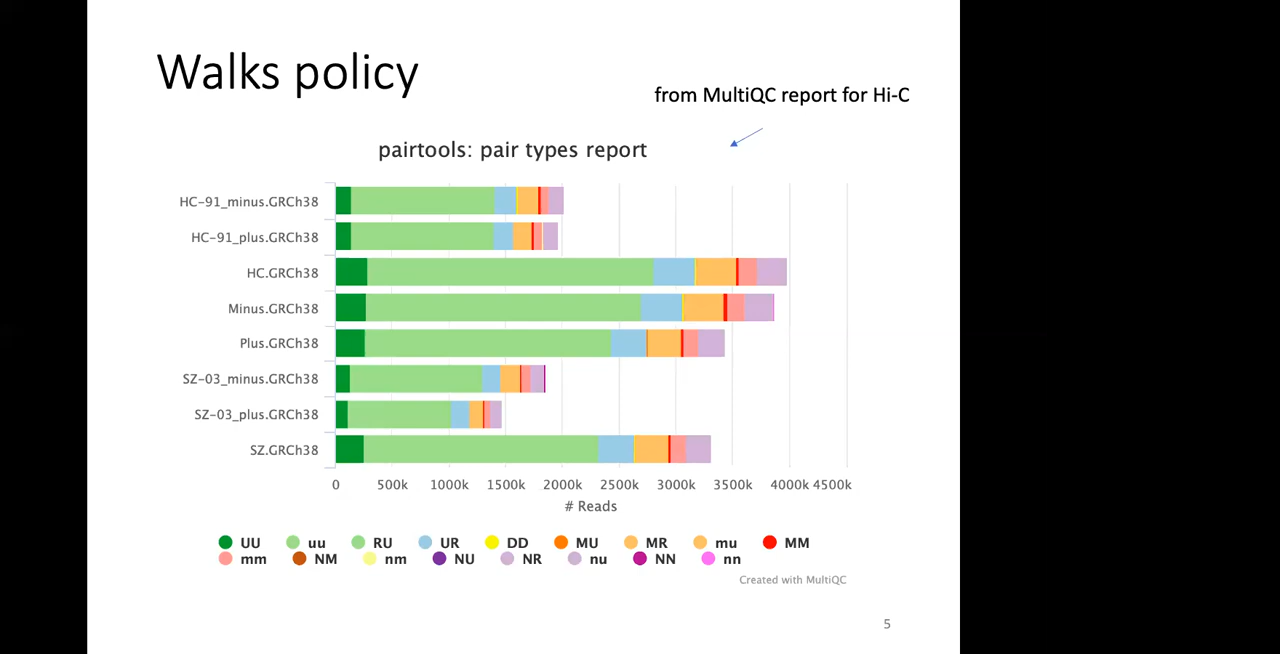 Walks policy
from MultiQC report for Hi-C
pairtools: pair types report
HC-91_minus.GRCh38
HC-91_plus.GRCh38
HC.GRCh38
Minus.GRCh38
Plus.GRCh38
SZ-03_minus.GRCh38
SZ-03_plus.GRCh38
SZ.GRCh38
0 500k 1000k 1500k 2000k 2500k 3000k 3500k 4000k 4500k
# Reads
UU uu RU UR DD MU MR mu MM
mm NM nm NU NR nu NN nn
Created with MultiQC
5